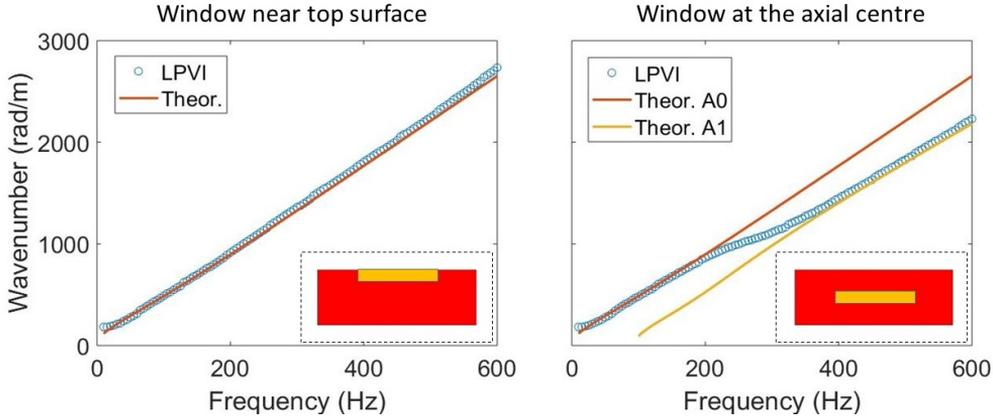 Window near top surface
Window at the axial centre
3000
2000
1000
0
Wavenumber (rad/m)
LPVI
Theor.
0 200 400 600
Frequency (Hz)
LPVI
Theor. A0
Theor. A1
0 200 400 600
Frequency (Hz)